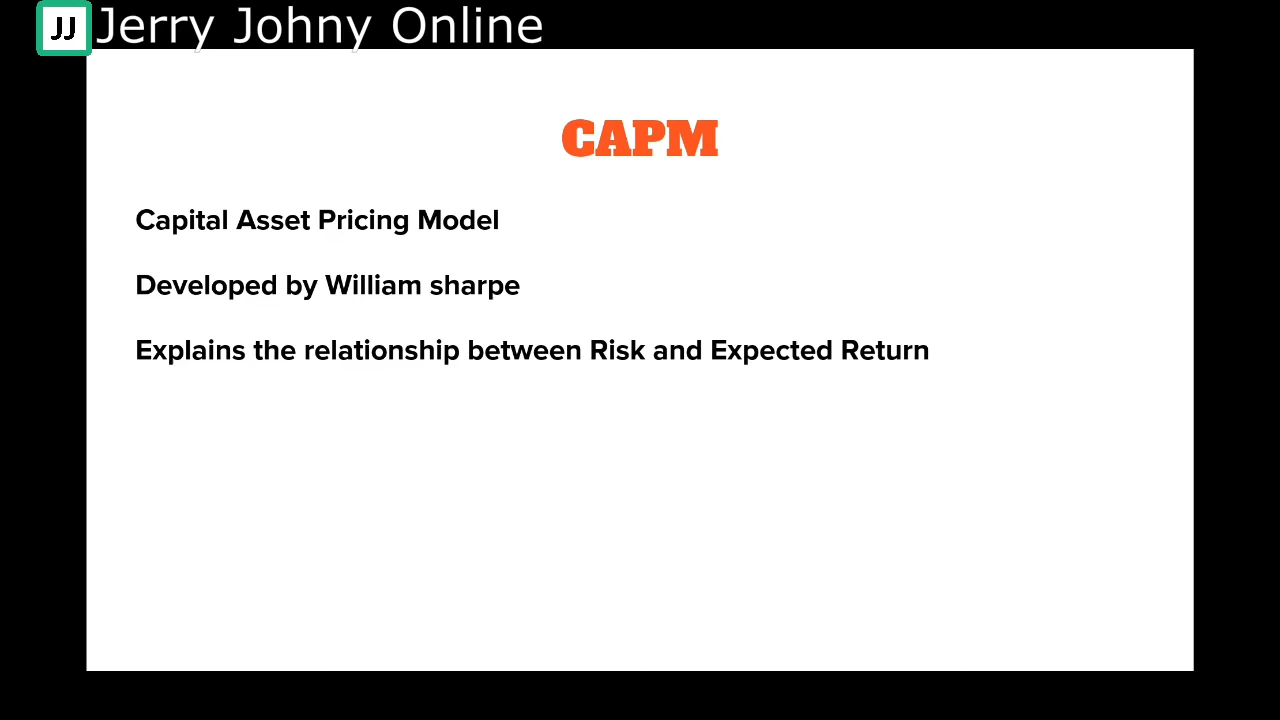 JJ Jerry Johny Online
CAPM
Capital Asset Pricing Model
Developed by William sharpe
Explains the relationship between Risk and Expected Return